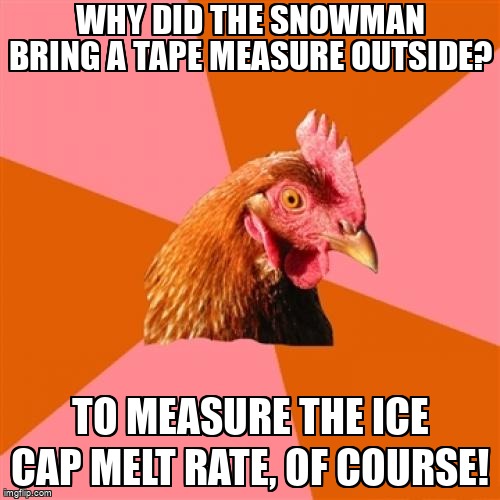 WHY DID THE SNOWMAN
BRING A TAPE MEASURE OUTSIDE?
TO MEASURE THE ICE
CAP MELT RATE, OF COURSE!
imgflip.com